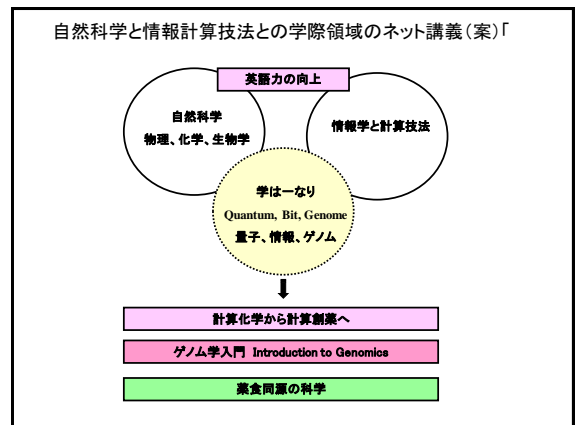 自然科学と情報計算技法との学際領域のネット講義(案)「
英語力の向上
自然科学
物理、化学、生物学
情報学と計算技法
学は一なり
Quantum, Bit, Genome
量子、情報、ゲノム
計算化学から計算創薬へ
ゲノム学入門 Introduction to Genomics
薬食同源の科学